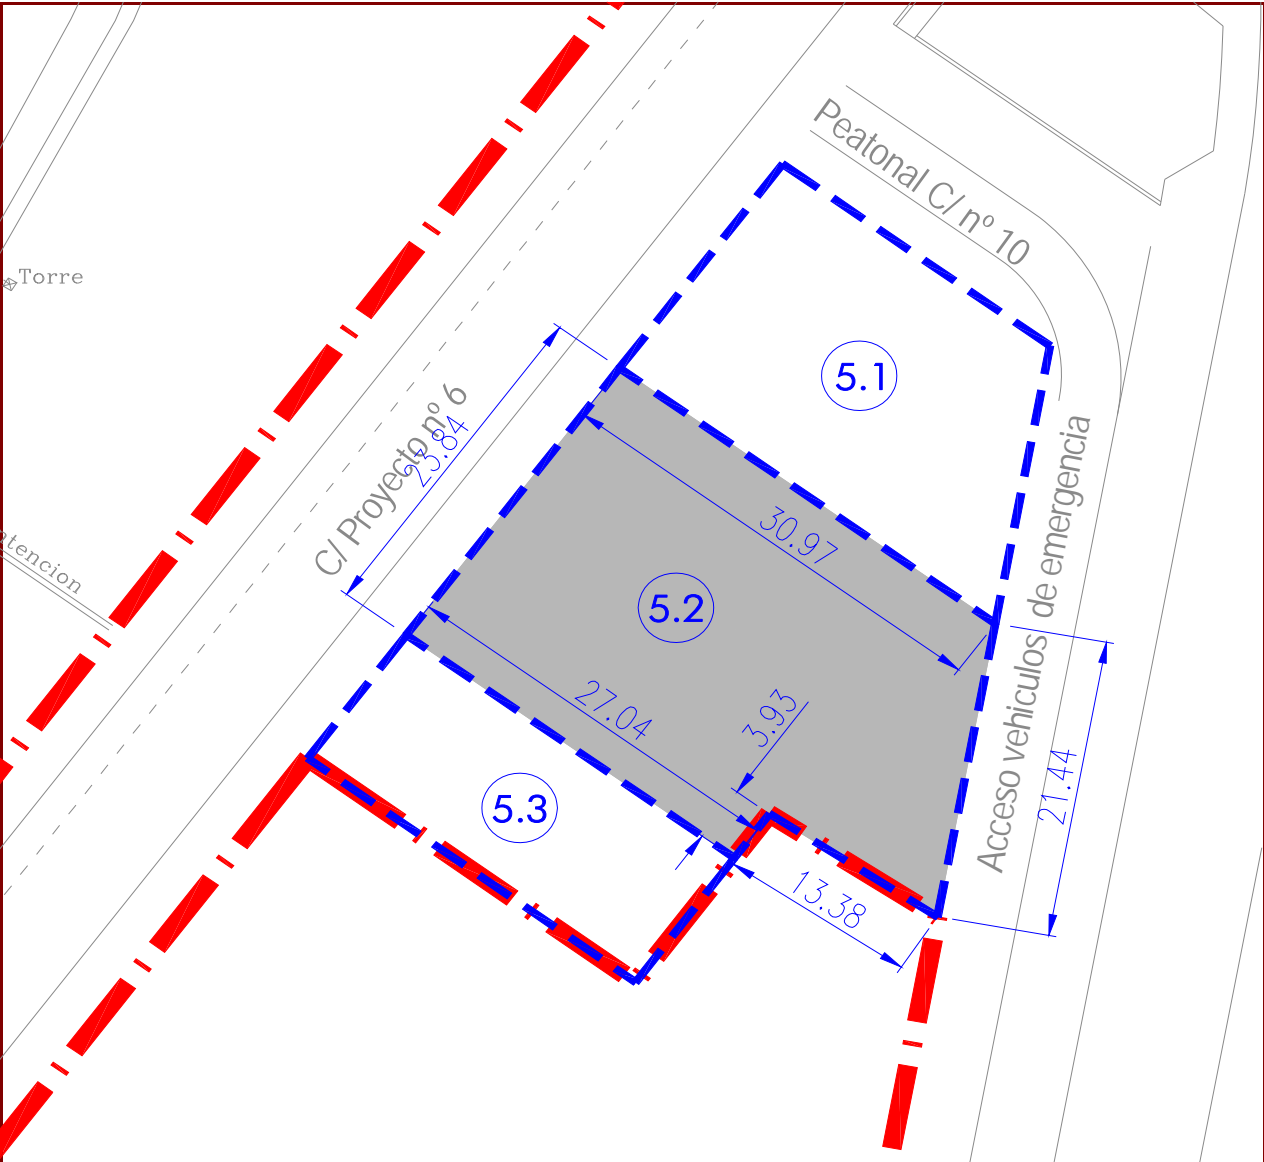 Peatonal C/ nº 10
Torre
5.1
C/ Proyecto nº 6
23.84
30.97
ntencion
5.2
Acceso vehiculos de emergencia
27.04
3.93
21.44
5.3
13.38